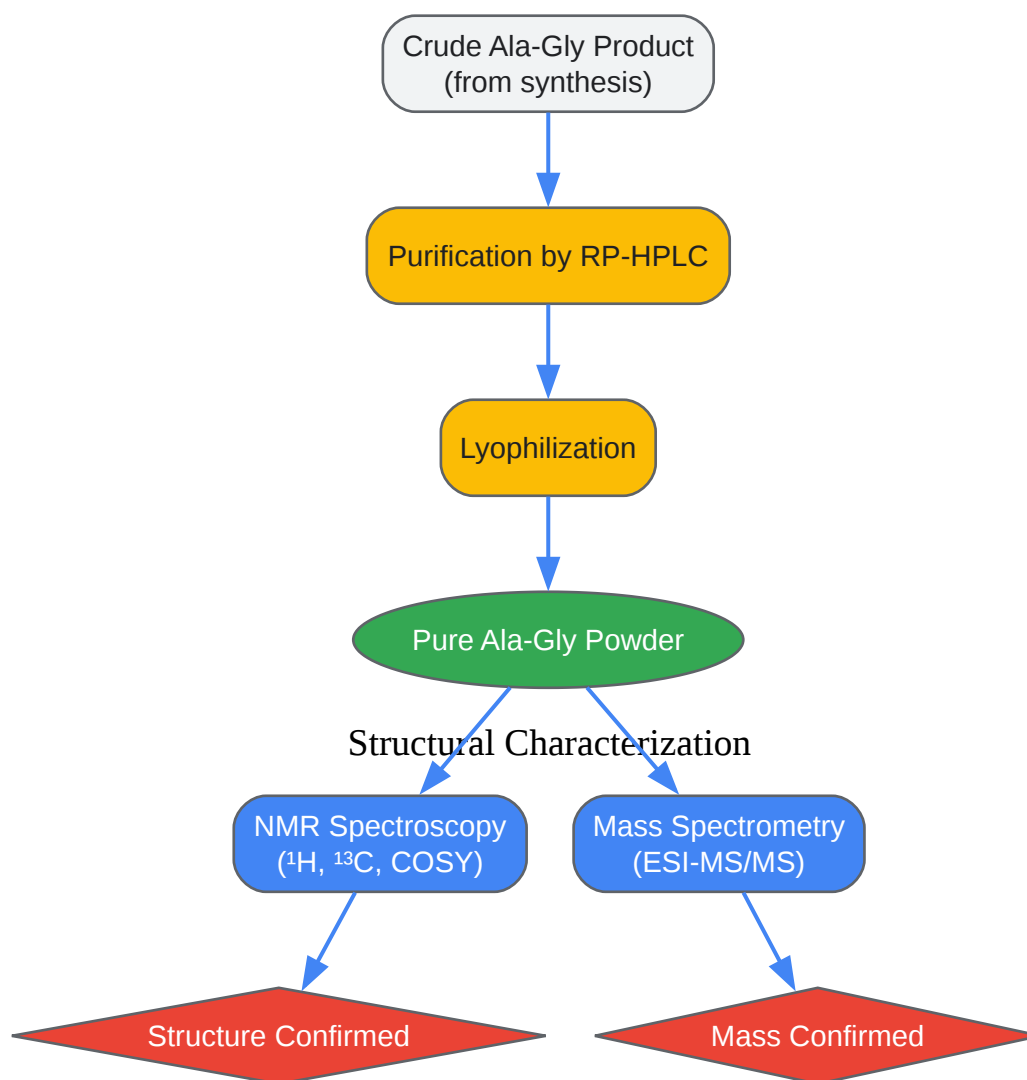 Crude Ala-Gly Product
(from synthesis)
Purification by RP-HPLC
Lyophilization
Pure Ala-Gly Powder
Structural Characterization
NMR Spectroscopy
(¹H, ¹³C, COSY)
Mass Spectrometry
(ESI-MS/MS)
Structure Confirmed
Mass Confirmed